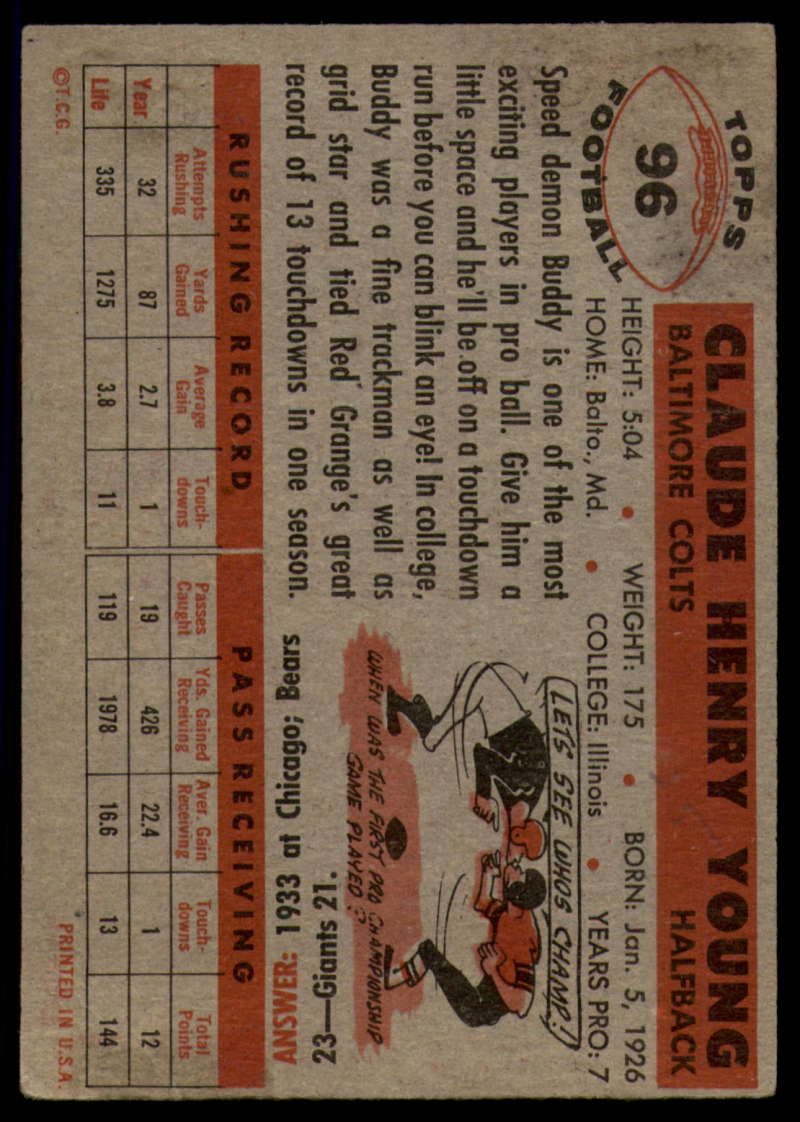 TOPPS
96
FOOTBALL
CLAUDE HENRY YOUNG
BALTIMORE COLTS HALFBACK
HEIGHT: 5:04 • WEIGHT: 175 • BORN: Jan. 5, 1926
HOME: Balto., Md. • COLLEGE: Illinois • YEARS PRO: 7
Speed demon Buddy is one of the most
exciting players in pro ball. Give him a
little space and he'll be off on a touchdown
run before you can blink an eye! In college,
Buddy was a fine trackman as well as
grid star and tied Red Grange's great
record of 13 touchdowns in one season.
LET'S SEE WHO'S CHAMP!
WHEN WAS THE FIRST PRO CHAMPIONSHIP
GAME PLAYED?
ANSWER: 1933 at Chicago; Bears
23—Giants 21.
RUSHING RECORD PASS RECEIVING
Attempts Rushing Yards Gained Average Gain Touch-downs Passes Caught Yds. Gained Receiving Aver. Gain Receiving Touch-downs Total Points
Year 32 87 2.7 1 19 426 22.4 1 12
Life 335 1275 3.8 11 119 1978 16.6 13 144
©T.C.G. PRINTED IN U.S.A.